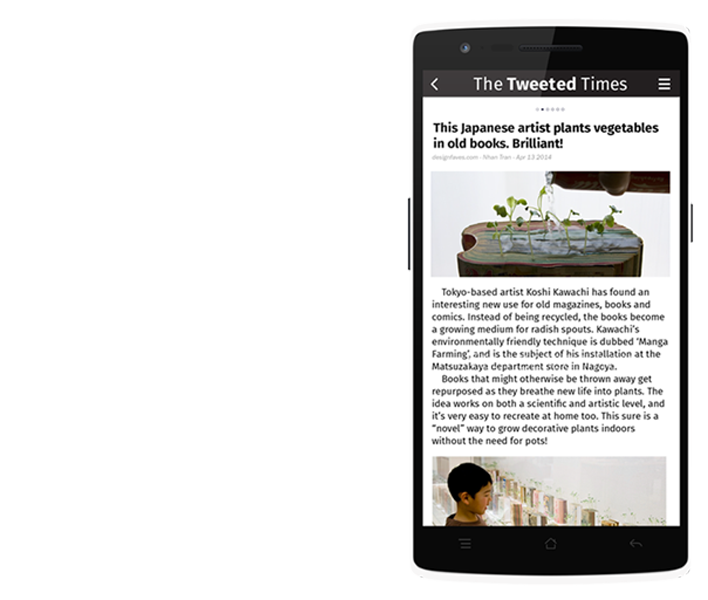 The Tweeted Times
This Japanese artist plants vegetables
in old books. Brilliant!
designfaves.com - Nhan Tran - Apr 13 2014
Tokyo-based artist Koshi Kawachi has found an
interesting new use for old magazines, books and
comics. Instead of being recycled, the books become
a growing medium for radish spouts. Kawachi's
environmentally friendly technique is dubbed 'Manga
Farming', and is the subject of his installation at the
Matsuzakaya department store in Nagoya.
Books that might otherwise be thrown away get
repurposed as they breathe new life into plants. The
idea works on both a scientific and artistic level, and
it's very easy to recreate at home too. This sure is a
"novel" way to grow decorative plants indoors
without the need for pots!